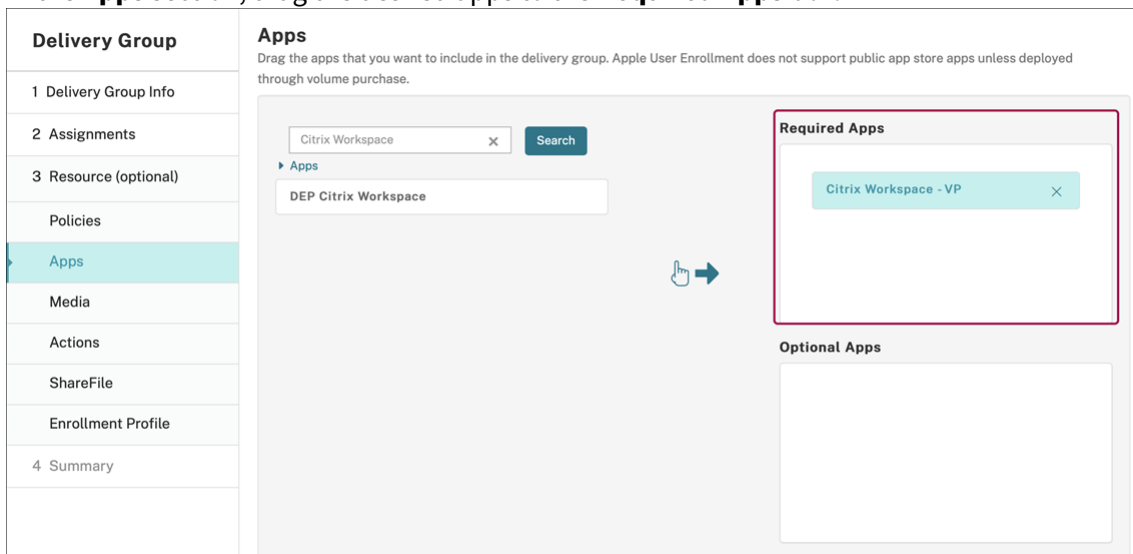 Delivery Group
1 Delivery Group Info
2 Assignments
3 Resource (optional)
Policies
Apps
Media
Actions
ShareFile
Enrollment Profile
4 Summary
Apps
Drag the apps that you want to include in the delivery group. Apple User Enrollment does not support public app store apps unless deployed
through volume purchase.
Citrix Workspace
Search
Apps
DEP Citrix Workspace
Required Apps
Citrix Workspace - VP
Optional Apps